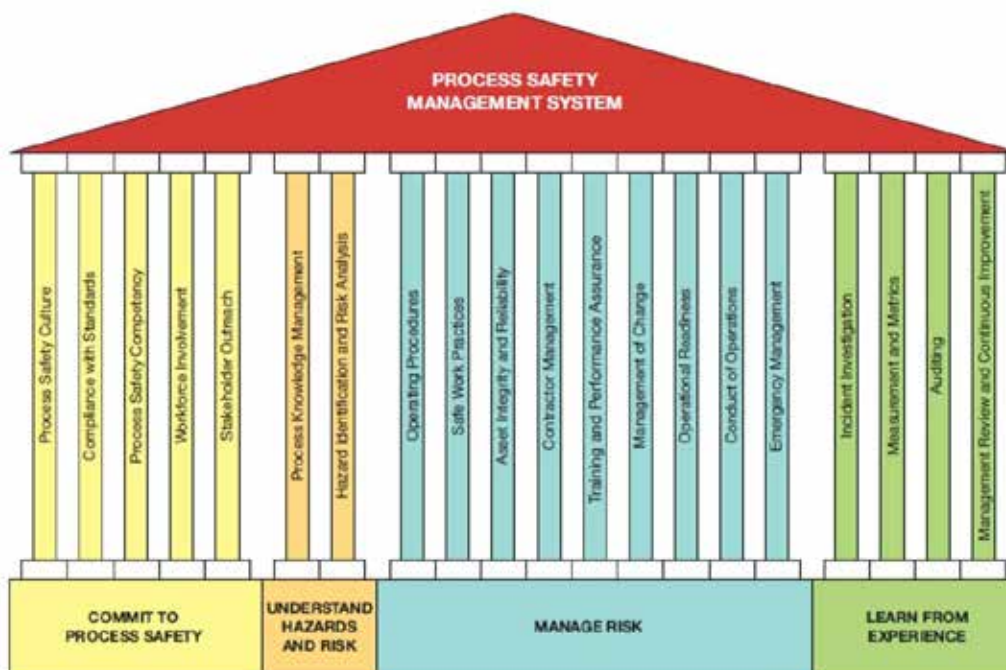 PROCESS SAFETY
MANAGEMENT SYSTEM
Process Safety Culture
Compliance with Standards
Process Safety Competency
Workforce Involvement
Stakeholder Outreach
Process Knowledge Management
Hazard Identification and Risk Analysis
Operating Procedures
Safe Work Practices
Asset Integrity and Reliability
Contractor Management
Training and Performance Assurance
Management of Change
Operational Readiness
Conduct of Operations
Emergency Management
Incident Investigation
Measurement and Metrics
Auditing
Management Review and Continuous Improvement
COMMIT TO
PROCESS SAFETY
UNDERSTAND
HAZARDS
AND RISK
MANAGE RISK
LEARN FROM
EXPERIENCE